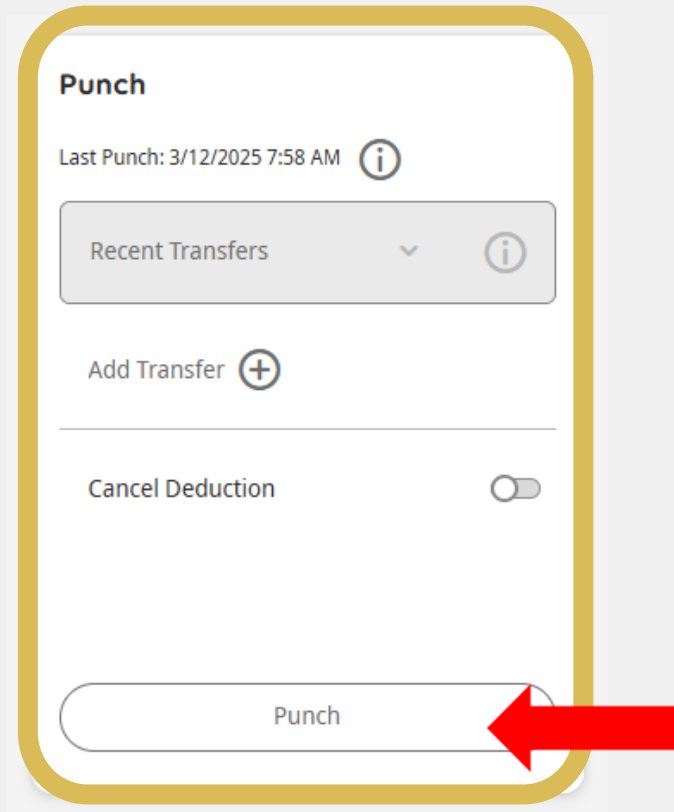 Punch
Last Punch: 3/12/2025 7:58 AM
Recent Transfers
Add Transfer
Cancel Deduction
Punch